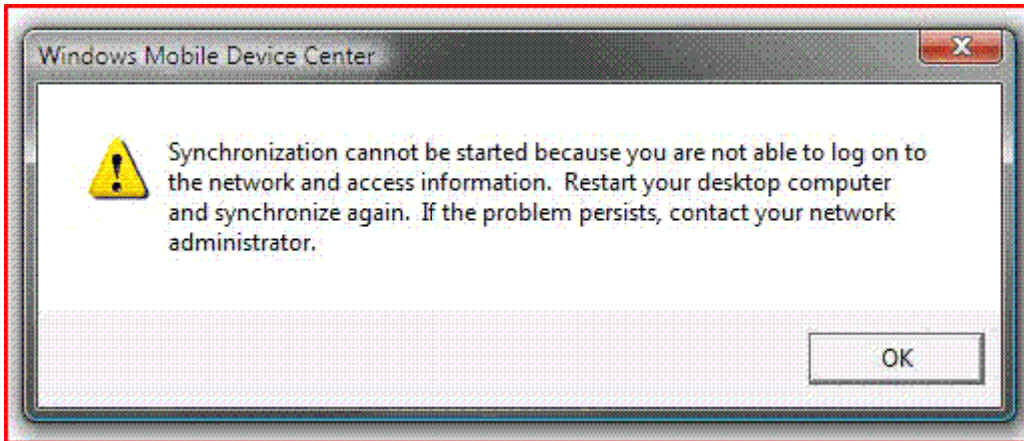 Windows Mobile Device Center
Synchronization cannot be started because you are not able to log on to
the network and access information.  Restart your desktop computer
and synchronize again.  If the problem persists, contact your network
administrator.
OK